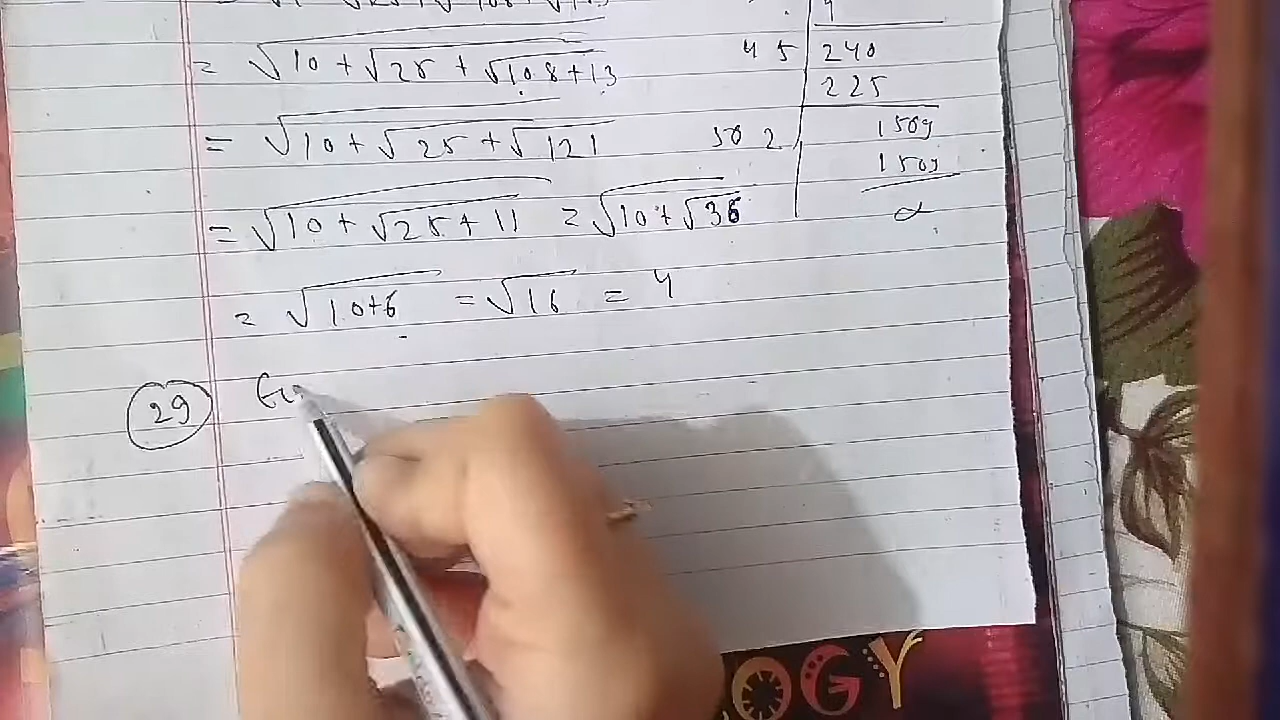 = √10 + √25 + √108 + 13
= √10 + √25 + √121
= √10 + √25 + 11 = √10 + √36
= √10+6 = √16 = 4
4
45 240
225
502 1509
1509
29
OGY